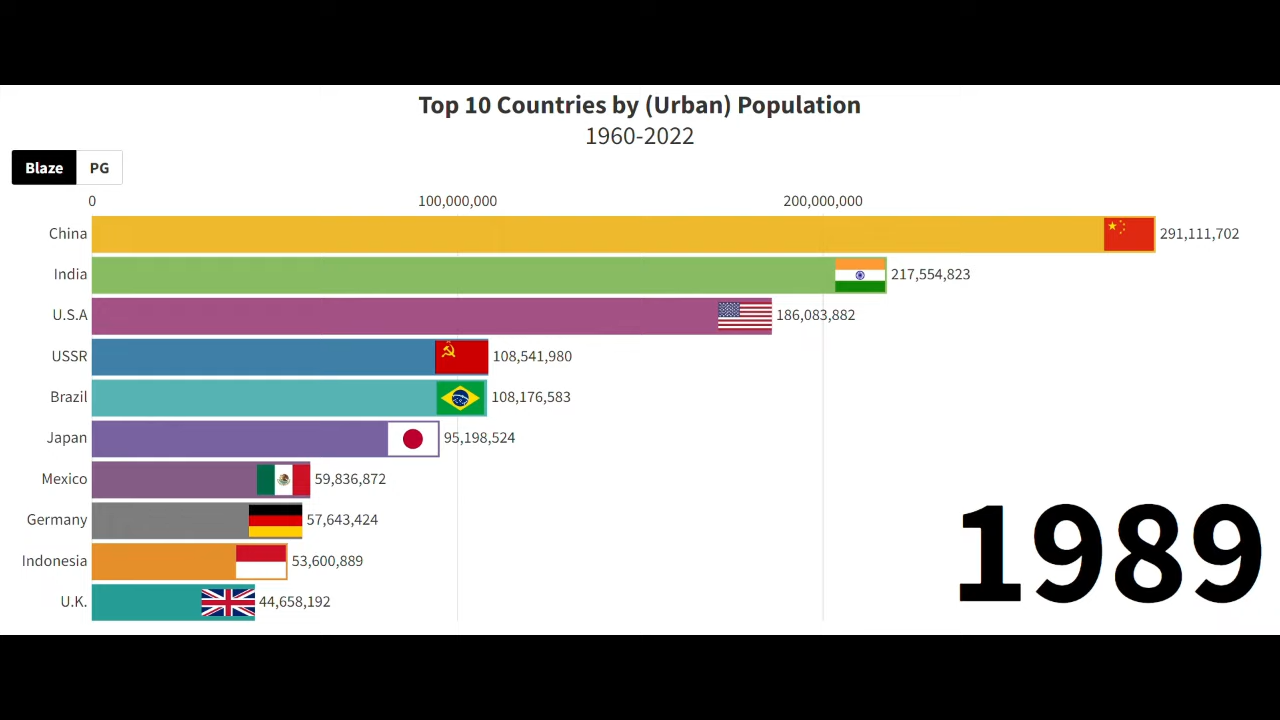 Top 10 Countries by (Urban) Population
1960-2022
Blaze PG
0 100,000,000 200,000,000
China 291,111,702
India 217,554,823
U.S.A 186,083,882
USSR 108,541,980
Brazil 108,176,583
Japan 95,198,524
Mexico 59,836,872
Germany 57,643,424
Indonesia 53,600,889
U.K. 44,658,192
1989